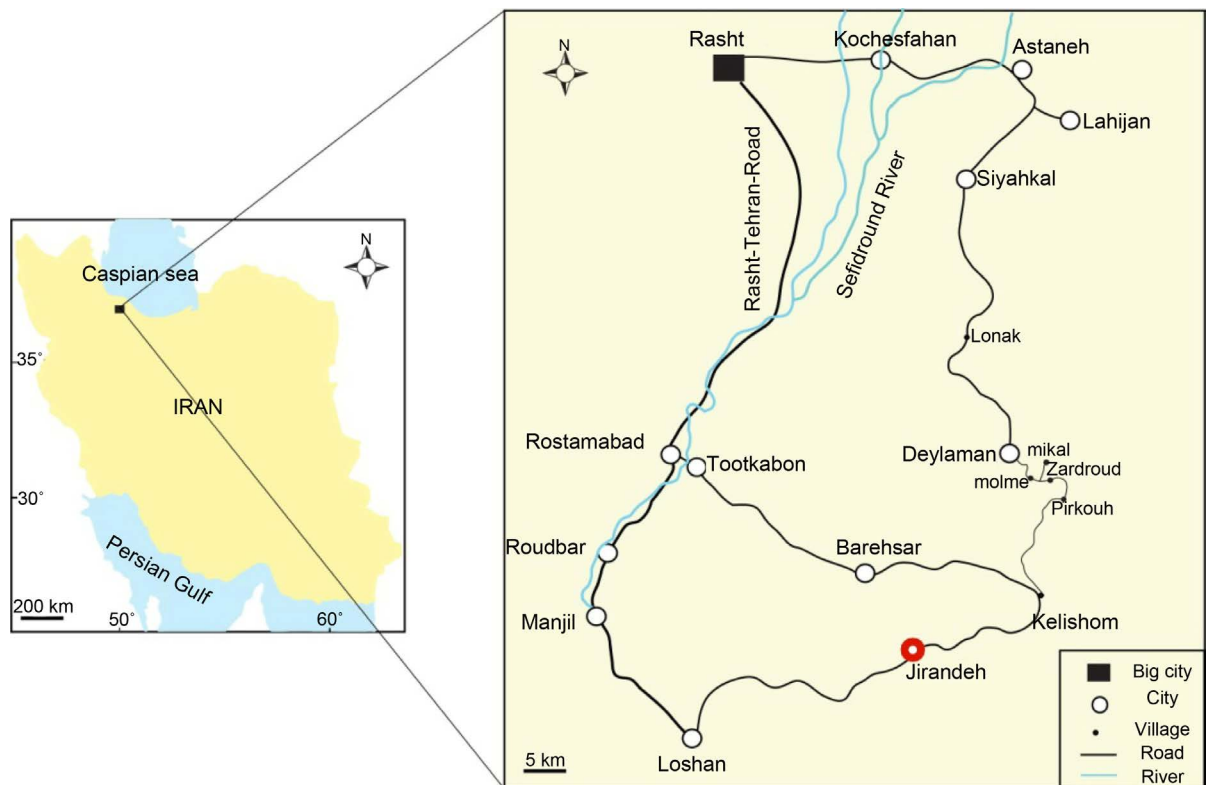 N
Caspian sea
35˚
IRAN
30˚
Persian Gulf
200 km
50˚
60˚
N
Rasht
Kochesfahan
Astaneh
Lahijan
Rasht-Tehran-Road
Sefidround River
Siyahkal
Lonak
Rostamabad
Tootkabon
Deylaman
mikal
molme
Zardroud
Pirkouh
Roudbar
Barehsar
Manjil
Kelishom
Jirandeh
Loshan
5 km
Big city
City
Village
Road
River